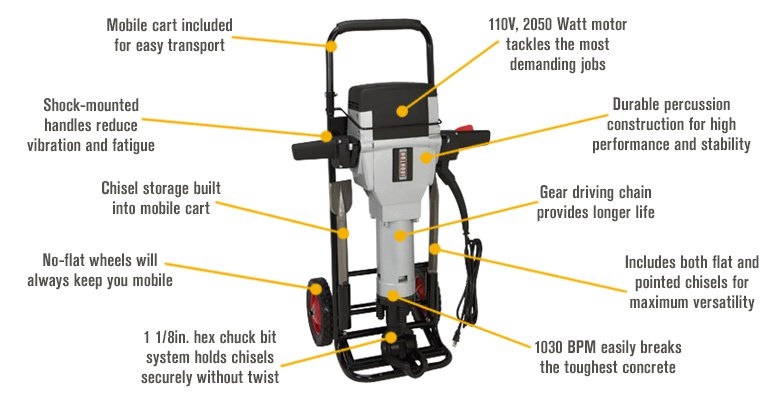 Mobile cart included
for easy transport
110V, 2050 Watt motor
tackles the most
demanding jobs
Shock-mounted
handles reduce
vibration and fatigue
Durable percussion
construction for high
performance and stability
IRONTON
Chisel storage built
into mobile cart
Gear driving chain
provides longer life
No-flat wheels will
always keep you mobile
Includes both flat and
pointed chisels for
maximum versatility
1 1/8in. hex chuck bit
system holds chisels
securely without twist
1030 BPM easily breaks
the toughest concrete